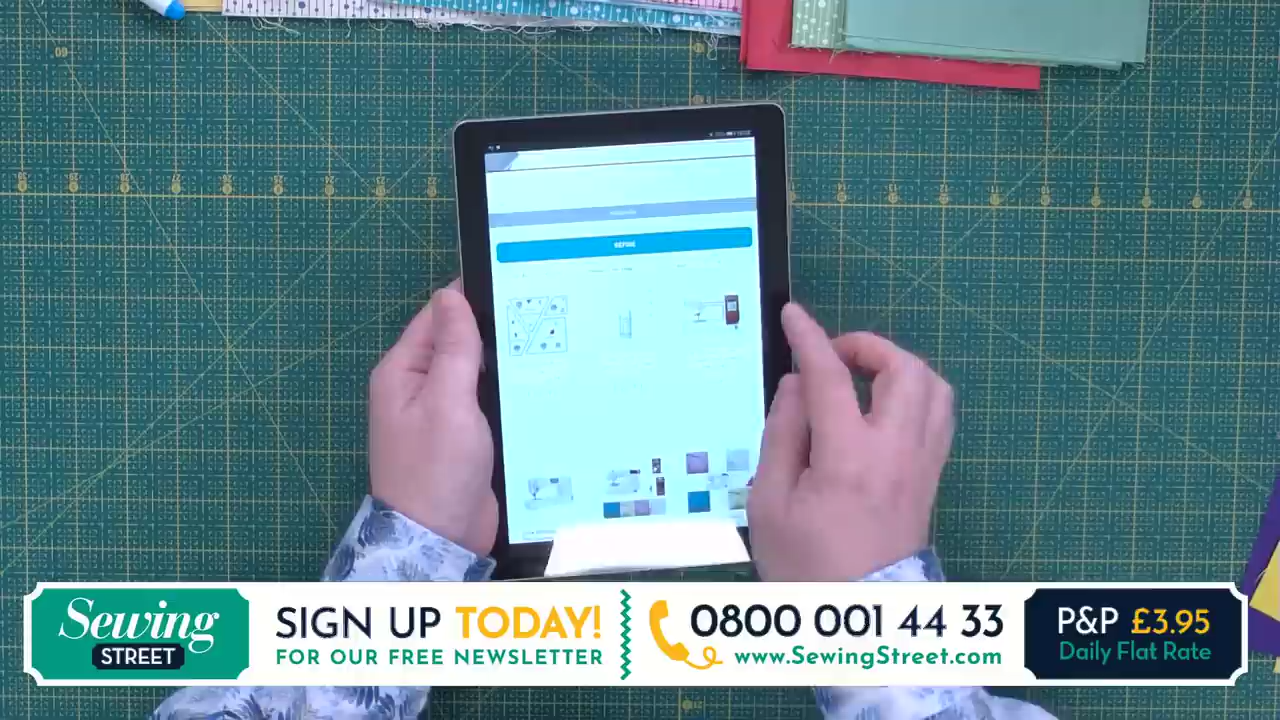 REFINE
Sewing
STREET
SIGN UP TODAY!
FOR OUR FREE NEWSLETTER
0800 001 44 33
www.SewingStreet.com
P&P £3.95
Daily Flat Rate